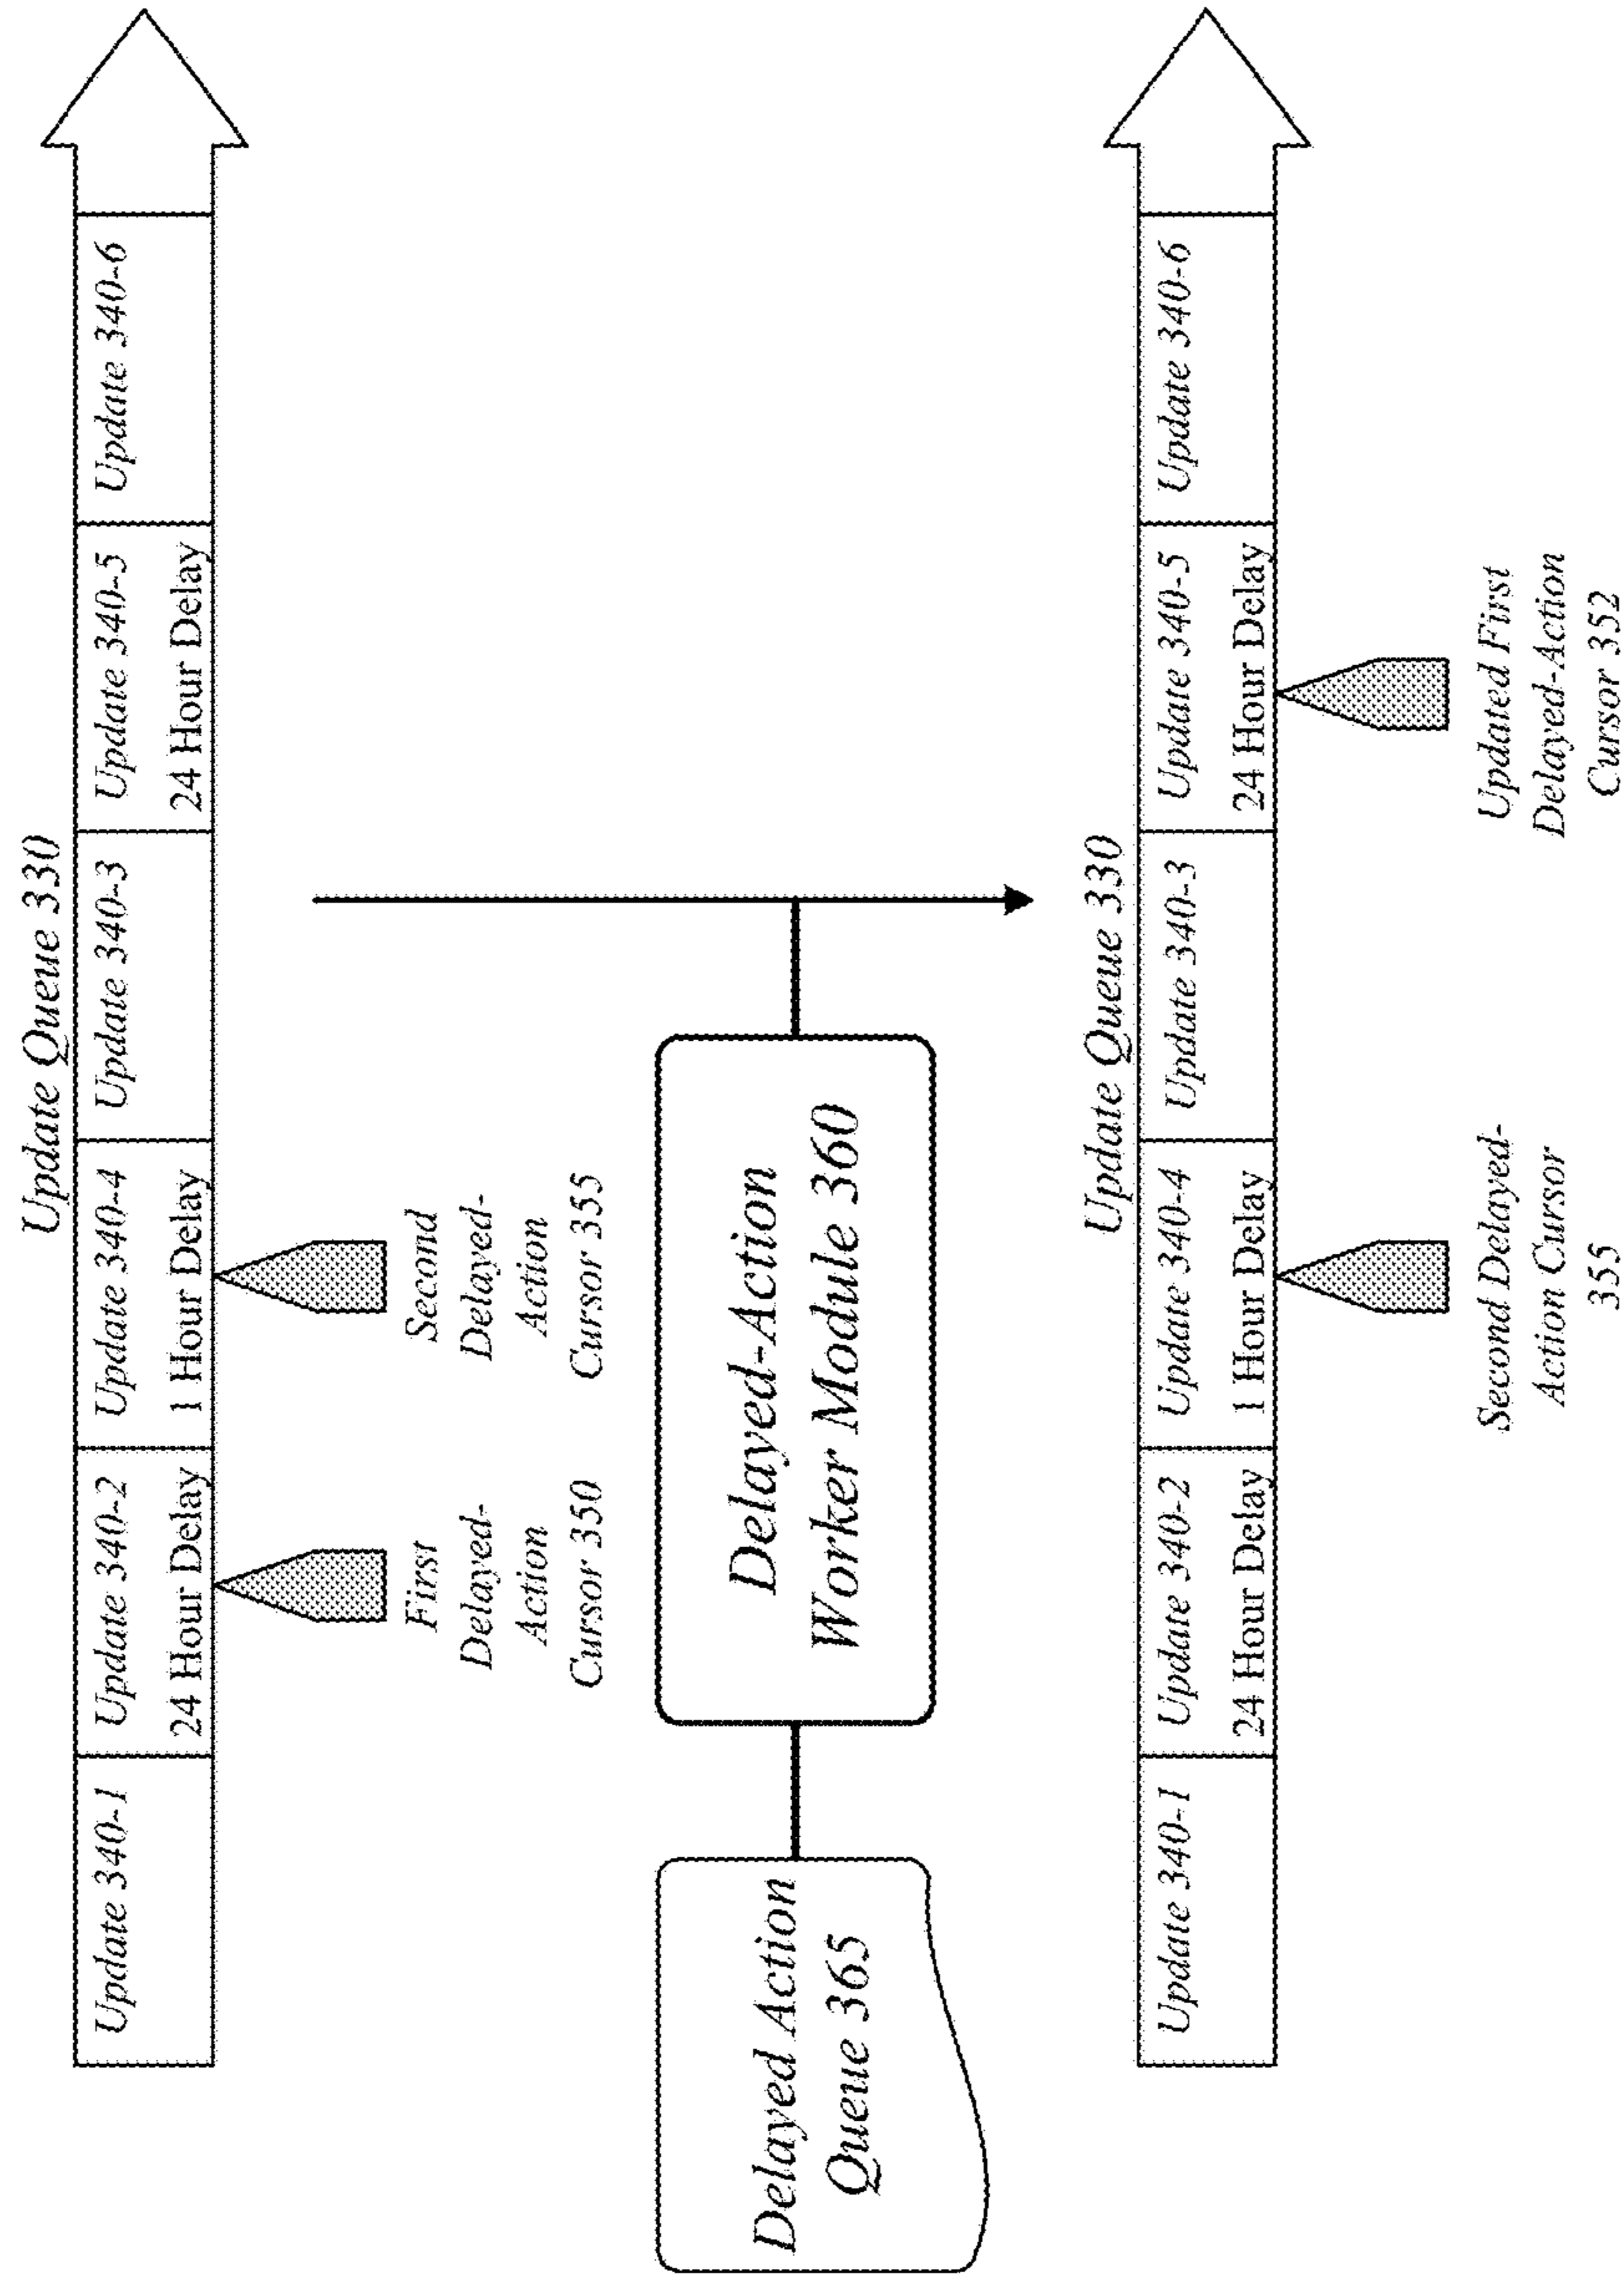 Update Queue 330
Update 340-1
Update 340-2
24 Hour Delay
Update 340-4
1 Hour Delay
Update 340-3
Update 340-5
24 Hour Delay
Update 340-6
First
Delayed-
Action
Cursor 350
Second
Delayed-
Action
Cursor 355
Delayed Action
Queue 365
Delayed-Action
Worker Module 360
Update Queue 330
Update 340-1
Update 340-2
24 Hour Delay
Update 340-4
1 Hour Delay
Update 340-3
Update 340-5
24 Hour Delay
Update 340-6
Second Delayed-
Action Cursor
355
Updated First
Delayed-Action
Cursor 352